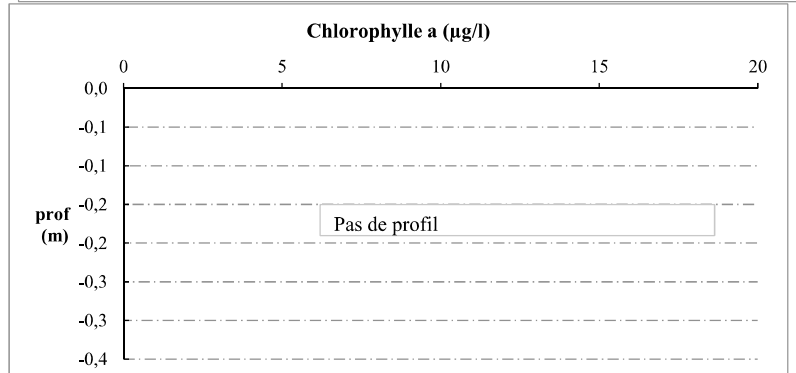 Chlorophylle a (µg/l)
0 5 10 15 20
0,0
-0,1
-0,1
-0,2
prof
(m)
-0,2
Pas de profil
-0,3
-0,3
-0,4